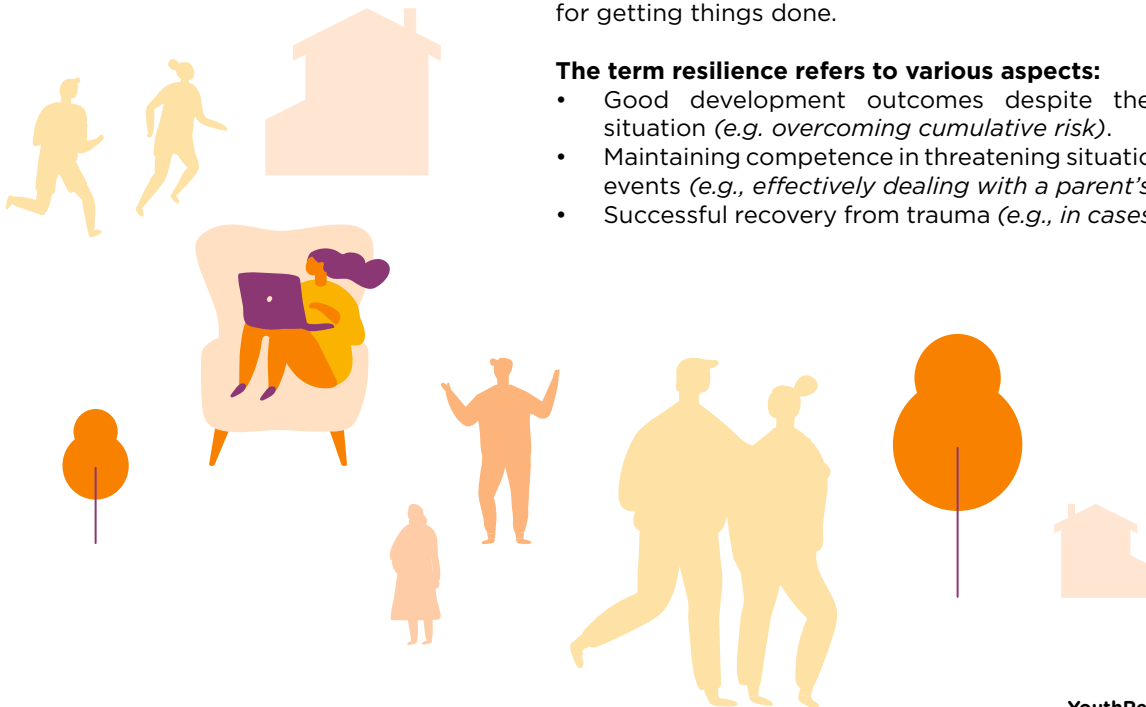 for getting things done.
The term resilience refers to various aspects:
• Good development outcomes despite the
situation (e.g. overcoming cumulative risk).
• Maintaining competence in threatening
events (e.g., effectively dealing with a parent's
• Successful recovery from trauma (e.g., in cases